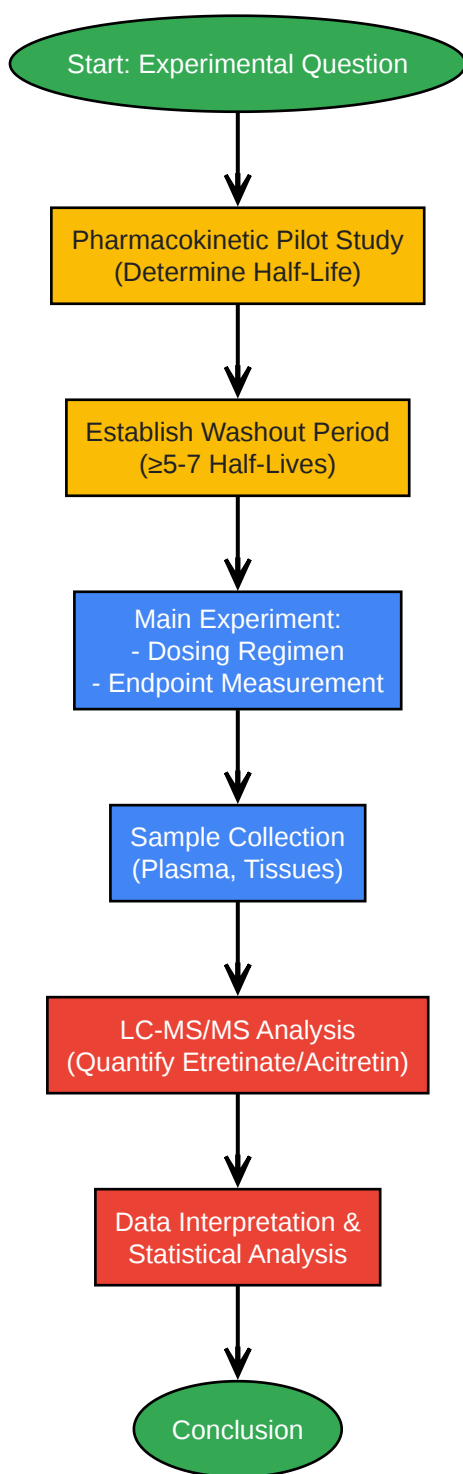 Start: Experimental Question
Pharmacokinetic Pilot Study
(Determine Half-Life)
Establish Washout Period
(≥5-7 Half-Lives)
Main Experiment:
- Dosing Regimen
- Endpoint Measurement
Sample Collection
(Plasma, Tissues)
LC-MS/MS Analysis
(Quantify Etretinate/Acitretin)
Data Interpretation &
Statistical Analysis
Conclusion